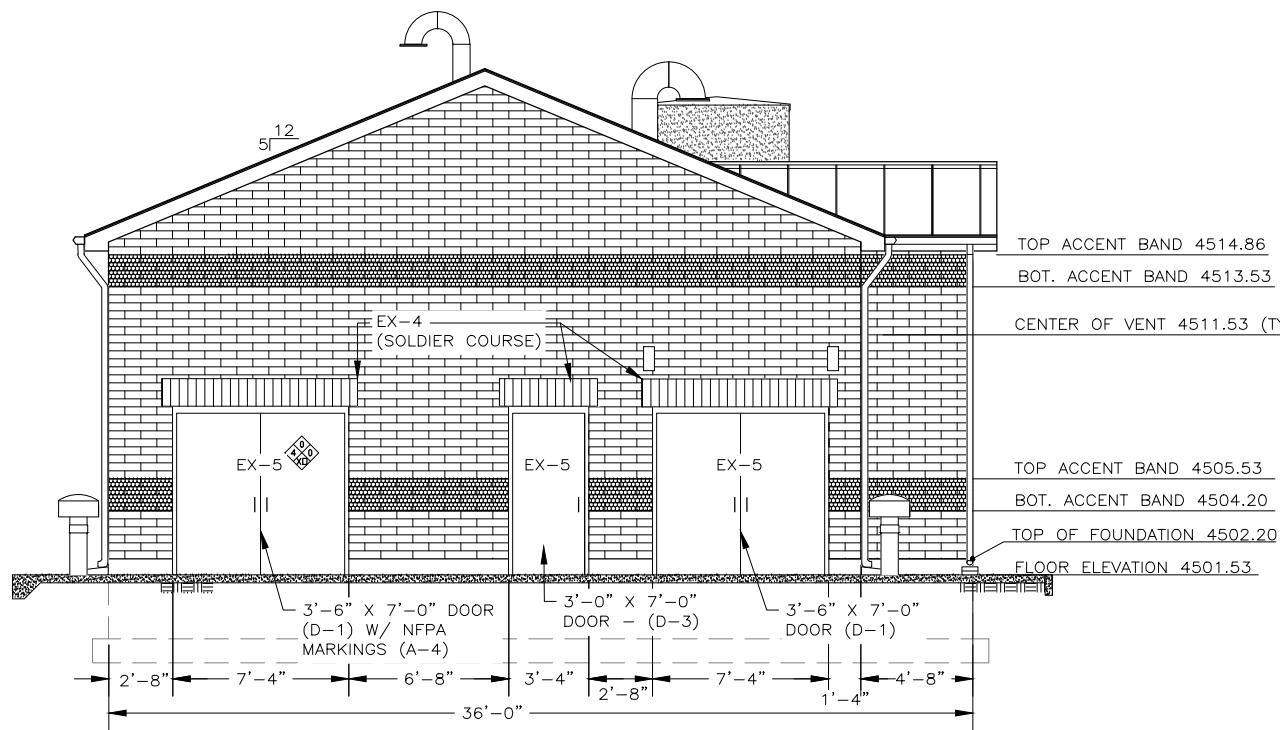 12
5
TOP ACCENT BAND 4514.86
BOT. ACCENT BAND 4513.53
CENTER OF VENT 4511.53 (TY
EX-4
(SOLDIER COURSE)
0
4 0
EX-5
EX-5
EX-5
TOP ACCENT BAND 4505.53
BOT. ACCENT BAND 4504.20
TOP OF FOUNDATION 4502.20
FLOOR ELEVATION 4501.53
3'-6" X 7'-0" DOOR
(D-1) W/ NFPA
MARKINGS (A-4)
3'-0" X 7'-0"
DOOR - (D-3)
3'-6" X 7'-0"
DOOR (D-1)
2'-8"
7'-4"
6'-8"
3'-4"
2'-8"
7'-4"
1'-4"
4'-8"
36'-0"